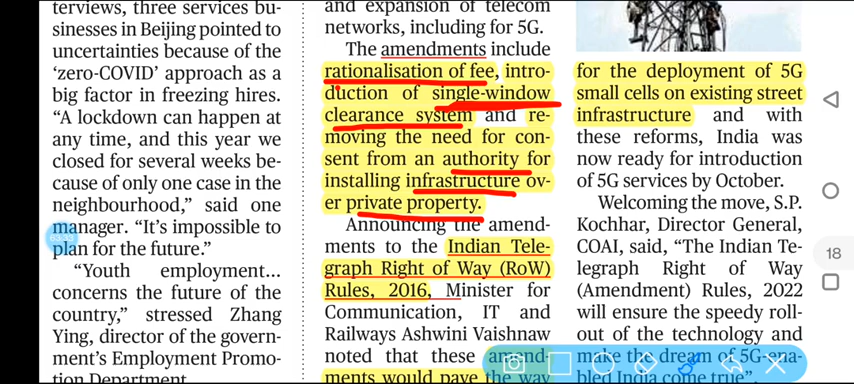 terviews, three services bu-
sinesses in Beijing pointed to
uncertainties because of the
‘zero-COVID’ approach as a
big factor in freezing hires.
“A lockdown can happen at
any time, and this year we
closed for several weeks be-
cause of only one case in the
neighbourhood,” said one
manager. “It’s impossible to
plan for the future.”
“Youth employment...
concerns the future of the
country,” stressed Zhang
Ying, director of the govern-
ment’s Employment Promo-
tion Department
and expansion of telecom
networks, including for 5G.
The amendments include
rationalisation of fee, intro-
duction of single-window
clearance system and re-
moving the need for con-
sent from an authority for
installing infrastructure ov-
er private property.
Announcing the amend-
ments to the Indian Tele-
graph Right of Way (RoW)
Rules, 2016, Minister for
Communication, IT and
Railways Ashwini Vaishnaw
noted that these amend-
ments would pave the way
for the deployment of 5G
small cells on existing street
infrastructure and with
these reforms, India was
now ready for introduction
of 5G services by October.
Welcoming the move, S.P.
Kochhar, Director General,
COAI, said, “The Indian Te-
legraph Right of Way
(Amendment) Rules, 2022
will ensure the speedy roll-
out of the technology and
make the dream of 5G-ena-
bled India come true”.
18